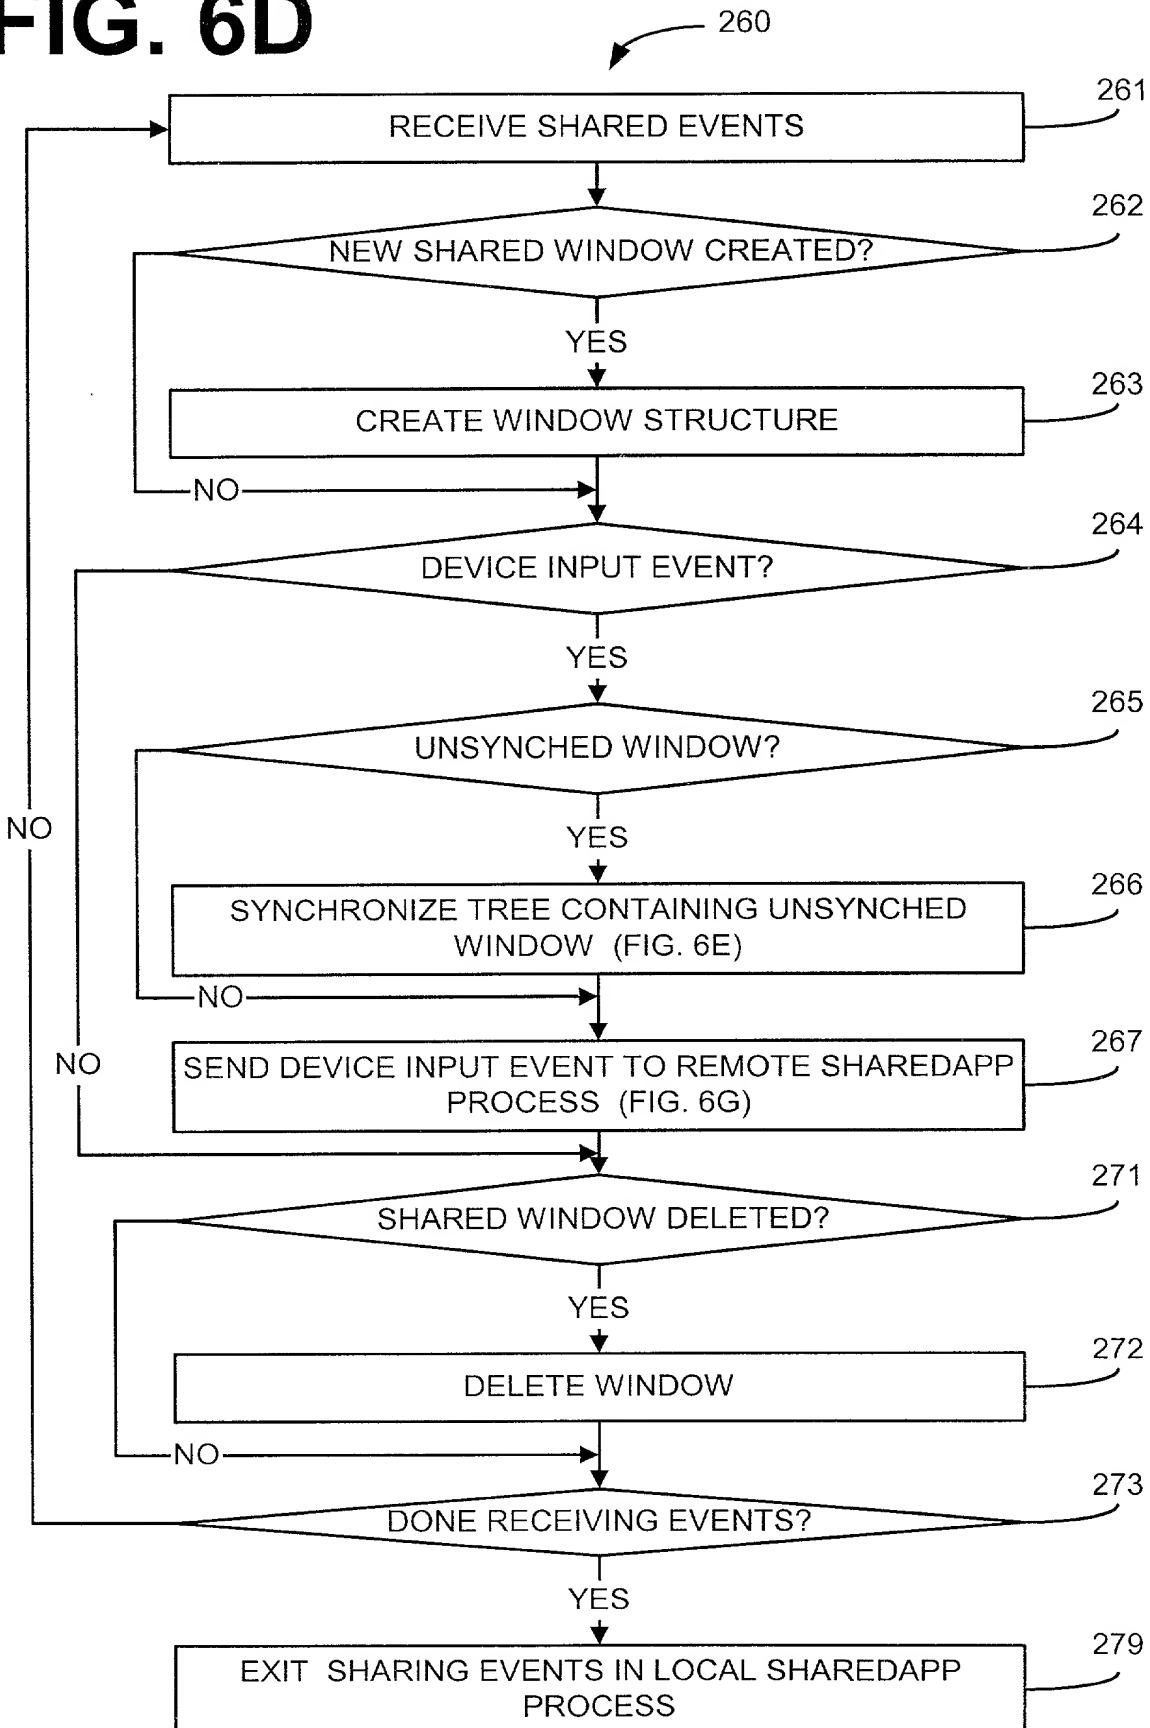 FIG. 6D
260
RECEIVE SHARED EVENTS
261
NEW SHARED WINDOW CREATED?
262
YES
CREATE WINDOW STRUCTURE
263
NO
DEVICE INPUT EVENT?
264
YES
UNSYNCHED WINDOW?
265
NO
YES
SYNCHRONIZE TREE CONTAINING UNSYNCHED
WINDOW (FIG. 6E)
266
NO
NO
SEND DEVICE INPUT EVENT TO REMOTE SHAREDAPP
PROCESS (FIG. 6G)
267
SHARED WINDOW DELETED?
271
YES
DELETE WINDOW
272
NO
DONE RECEIVING EVENTS?
273
YES
EXIT SHARING EVENTS IN LOCAL SHAREDAPP
PROCESS
279